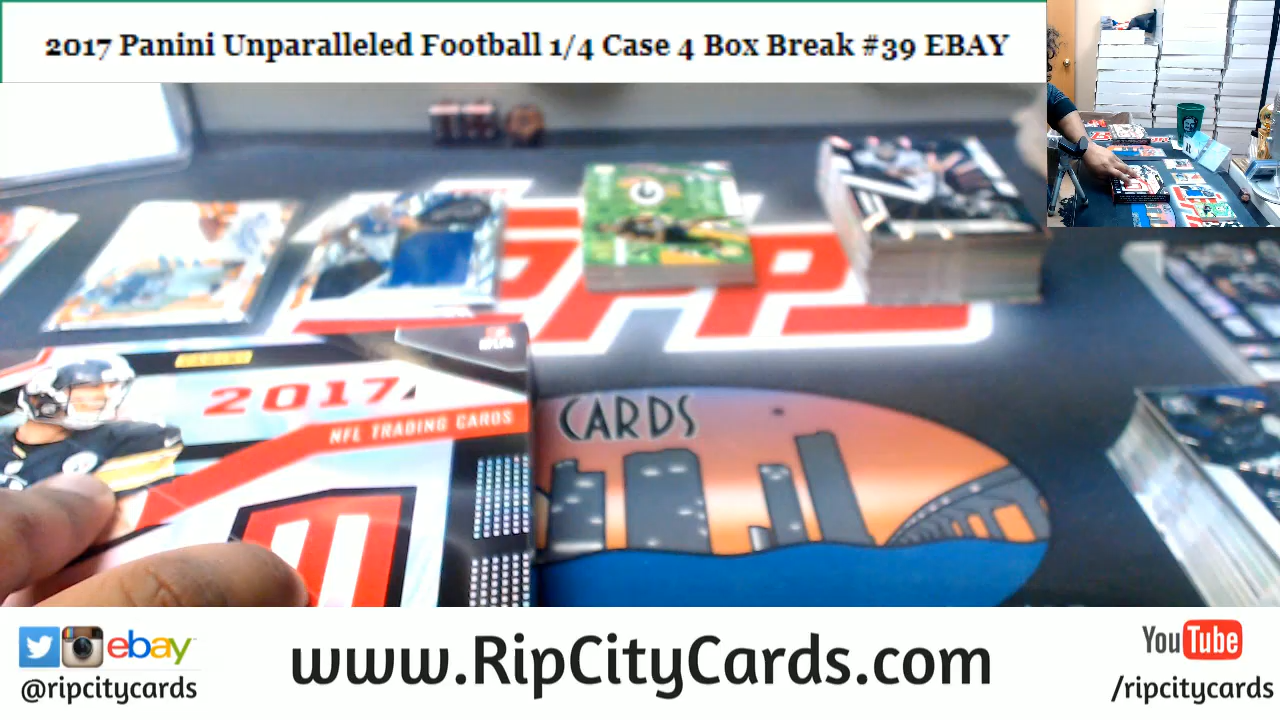 2017 Panini Unparalleled Football 1/4 Case 4 Box Break #39 EBAY
2017
NFL TRADING CARDS
CARDS
ebay
www.RipCityCards.com
YouTube
@ripcitycards
/ripcitycards